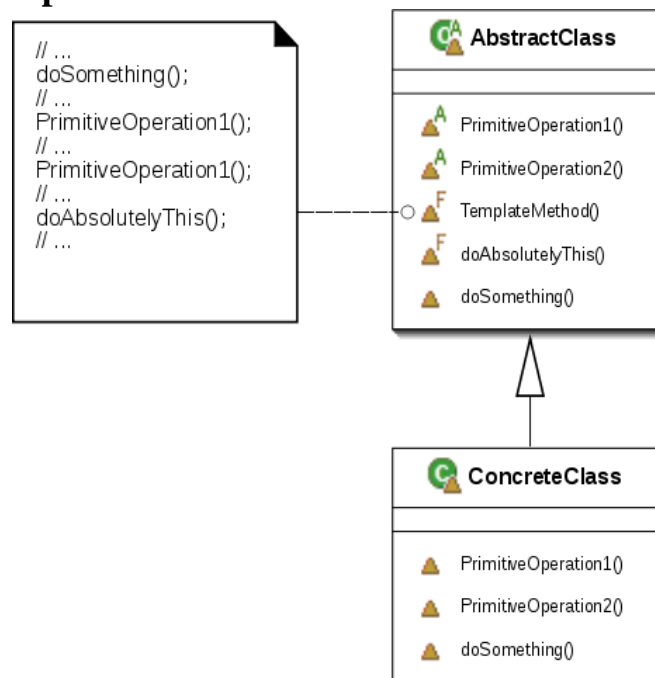 // ...
doSomething();
// ...
PrimitiveOperation1();
// ...
PrimitiveOperation1();
// ...
doAbsolutelyThis();
// ...
C A AbstractClass
A PrimitiveOperation1()
A PrimitiveOperation2()
F TemplateMethod()
F doAbsolutelyThis()
doSomething()
C ConcreteClass
PrimitiveOperation1()
PrimitiveOperation2()
doSomething()